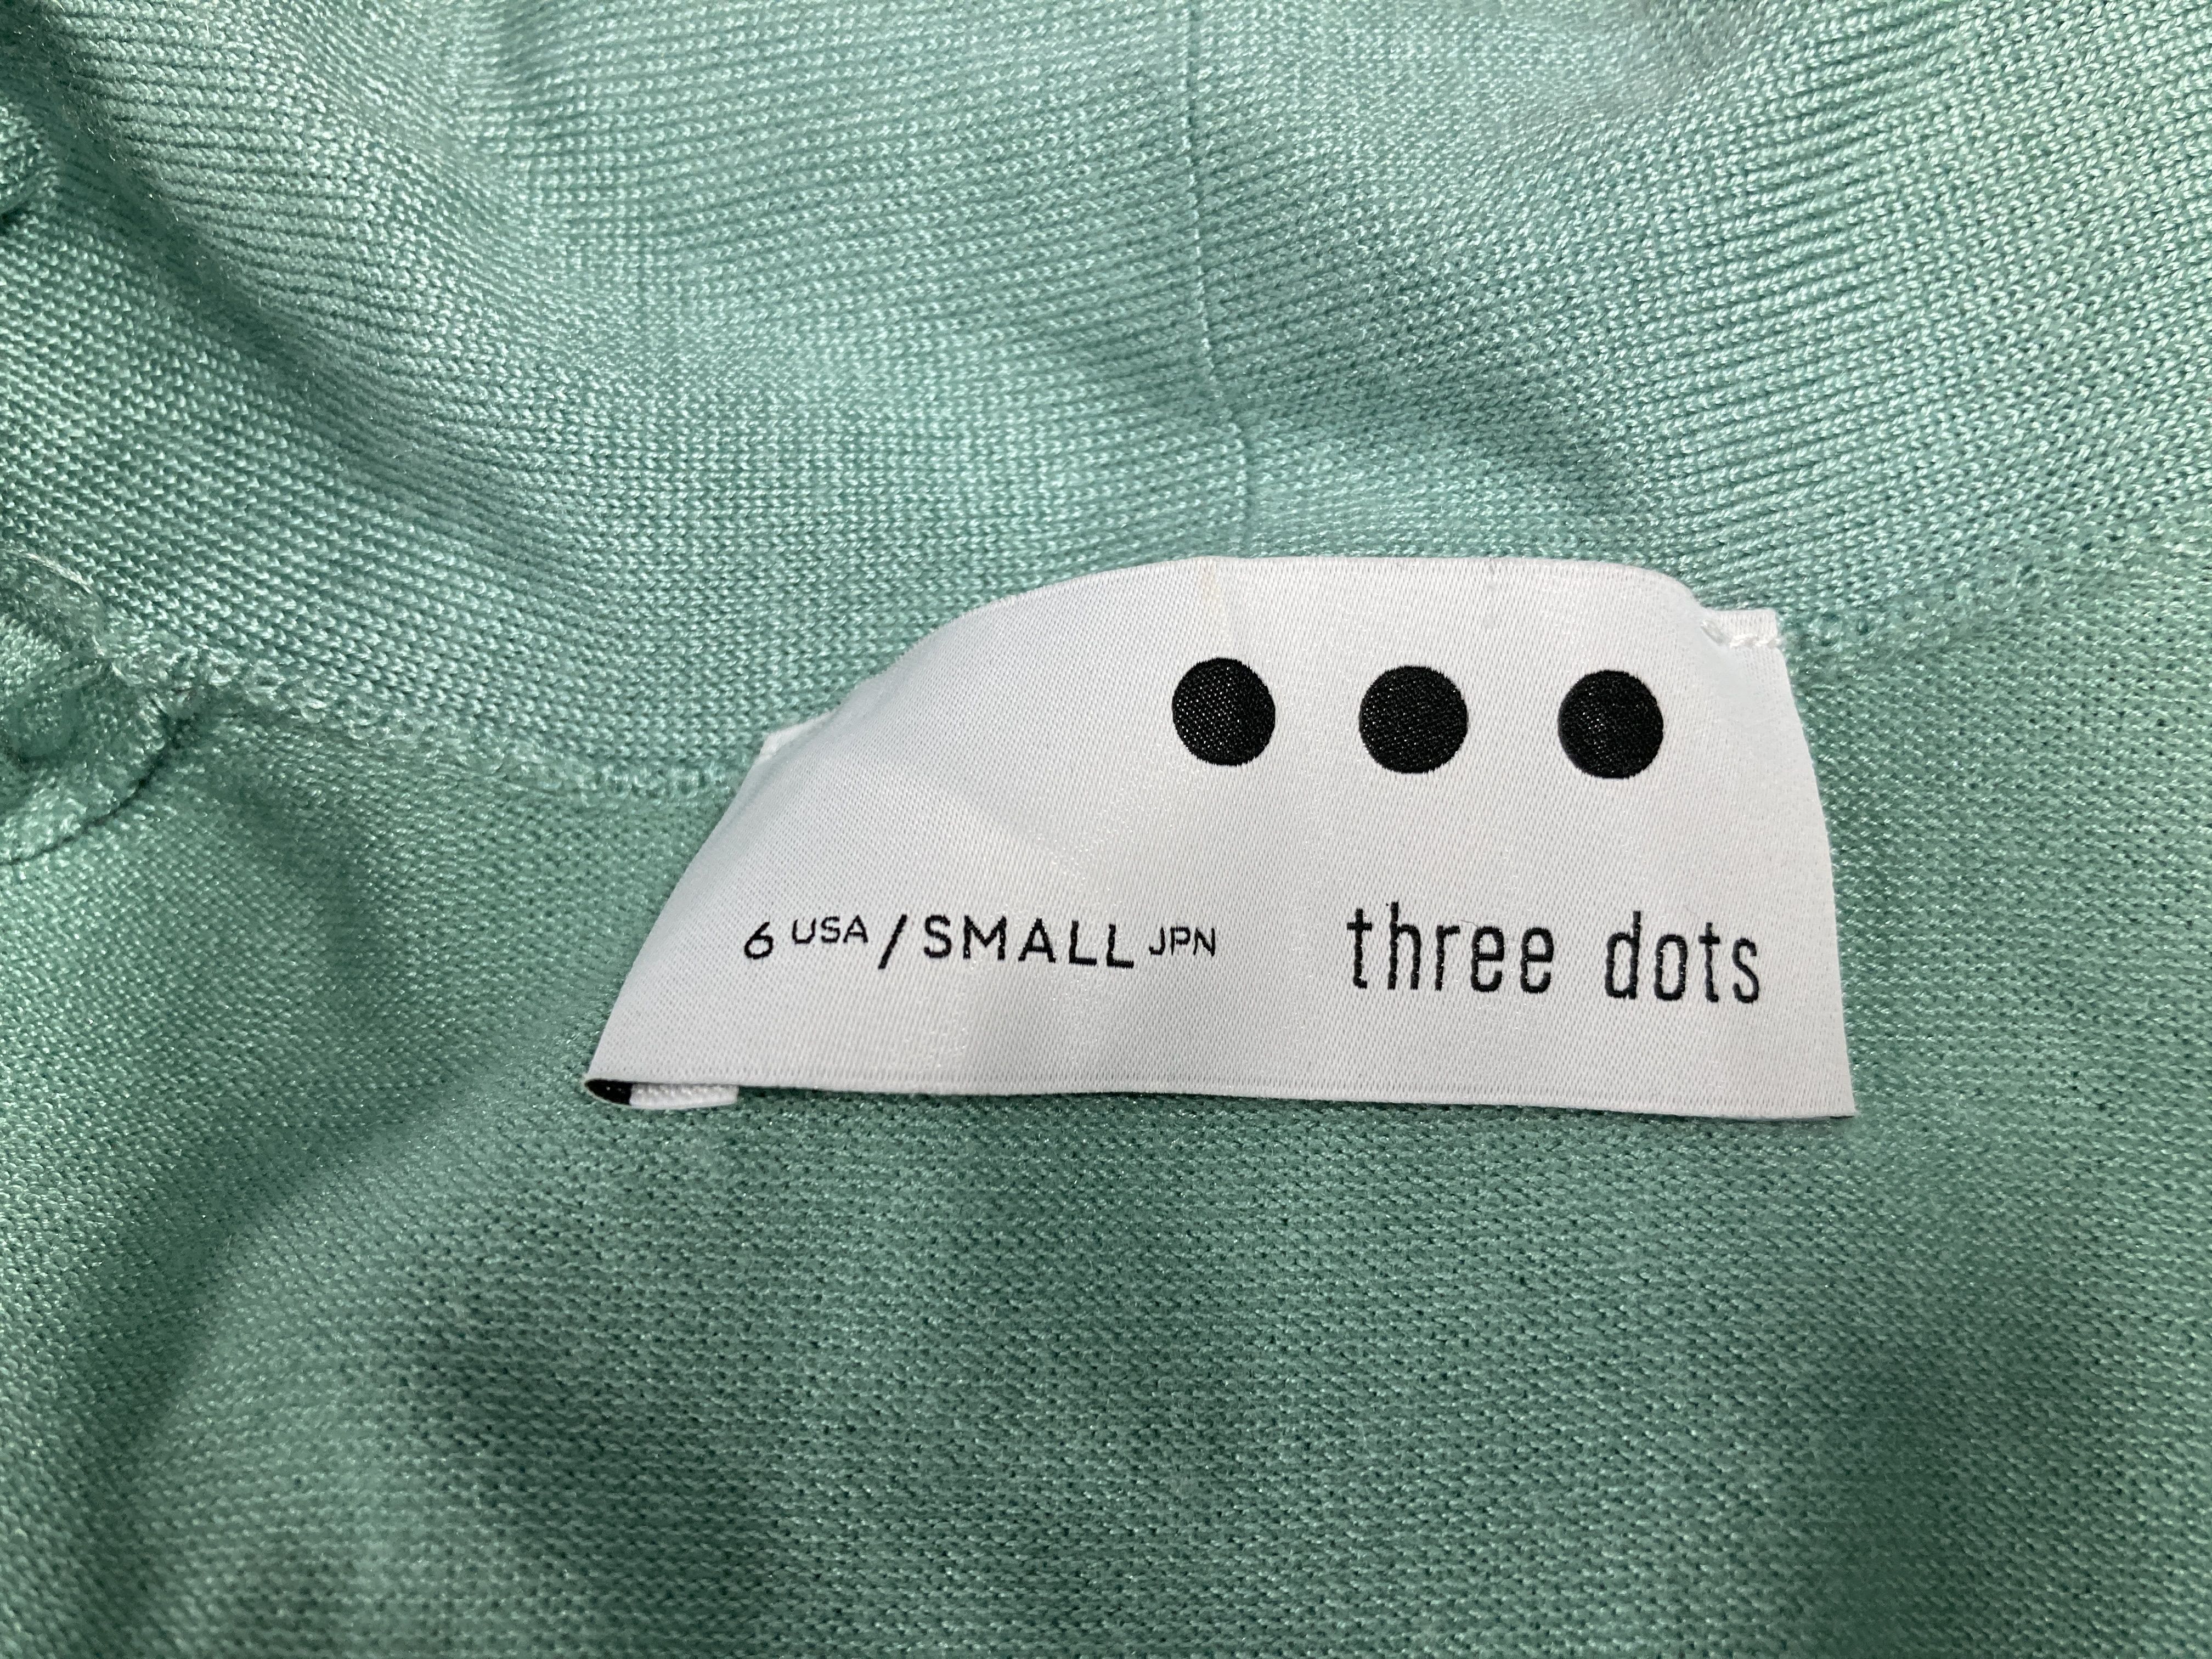 6 USA / SMALL JPN
three dots